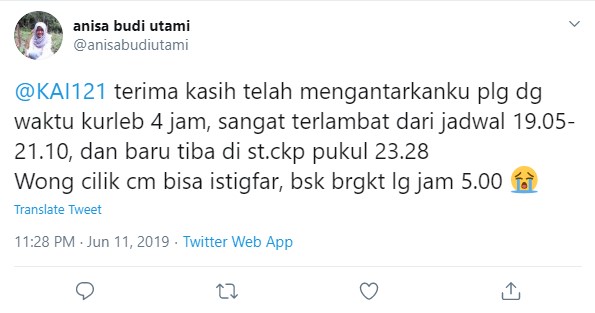 anisa budi utami
@anisabudiutami
@KAI121 terima kasih telah mengantarkanku plg dg
waktu kurleb 4 jam, sangat terlambat dari jadwal 19.05-
21.10, dan baru tiba di st.ckp pukul 23.28
Wong cilik cm bisa istigfar, bsk brgkt lg jam 5.00 😭
Translate Tweet
11:28 PM · Jun 11, 2019 · Twitter Web App